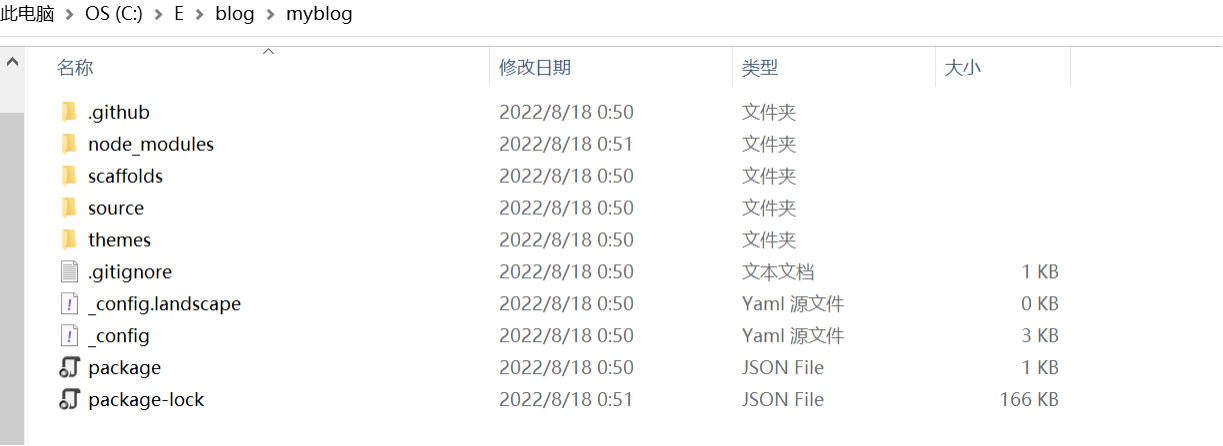 此电脑 > OS (C:) > E > blog > myblog
名称 修改日期 类型 大小
.github 2022/8/18 0:50 文件夹
node_modules 2022/8/18 0:51 文件夹
scaffolds 2022/8/18 0:50 文件夹
source 2022/8/18 0:50 文件夹
themes 2022/8/18 0:50 文件夹
.gitignore 2022/8/18 0:50 文本文档 1 KB
_config.landscape 2022/8/18 0:50 Yaml 源文件 0 KB
_config 2022/8/18 0:50 Yaml 源文件 3 KB
package 2022/8/18 0:50 JSON File 1 KB
package-lock 2022/8/18 0:51 JSON File 166 KB